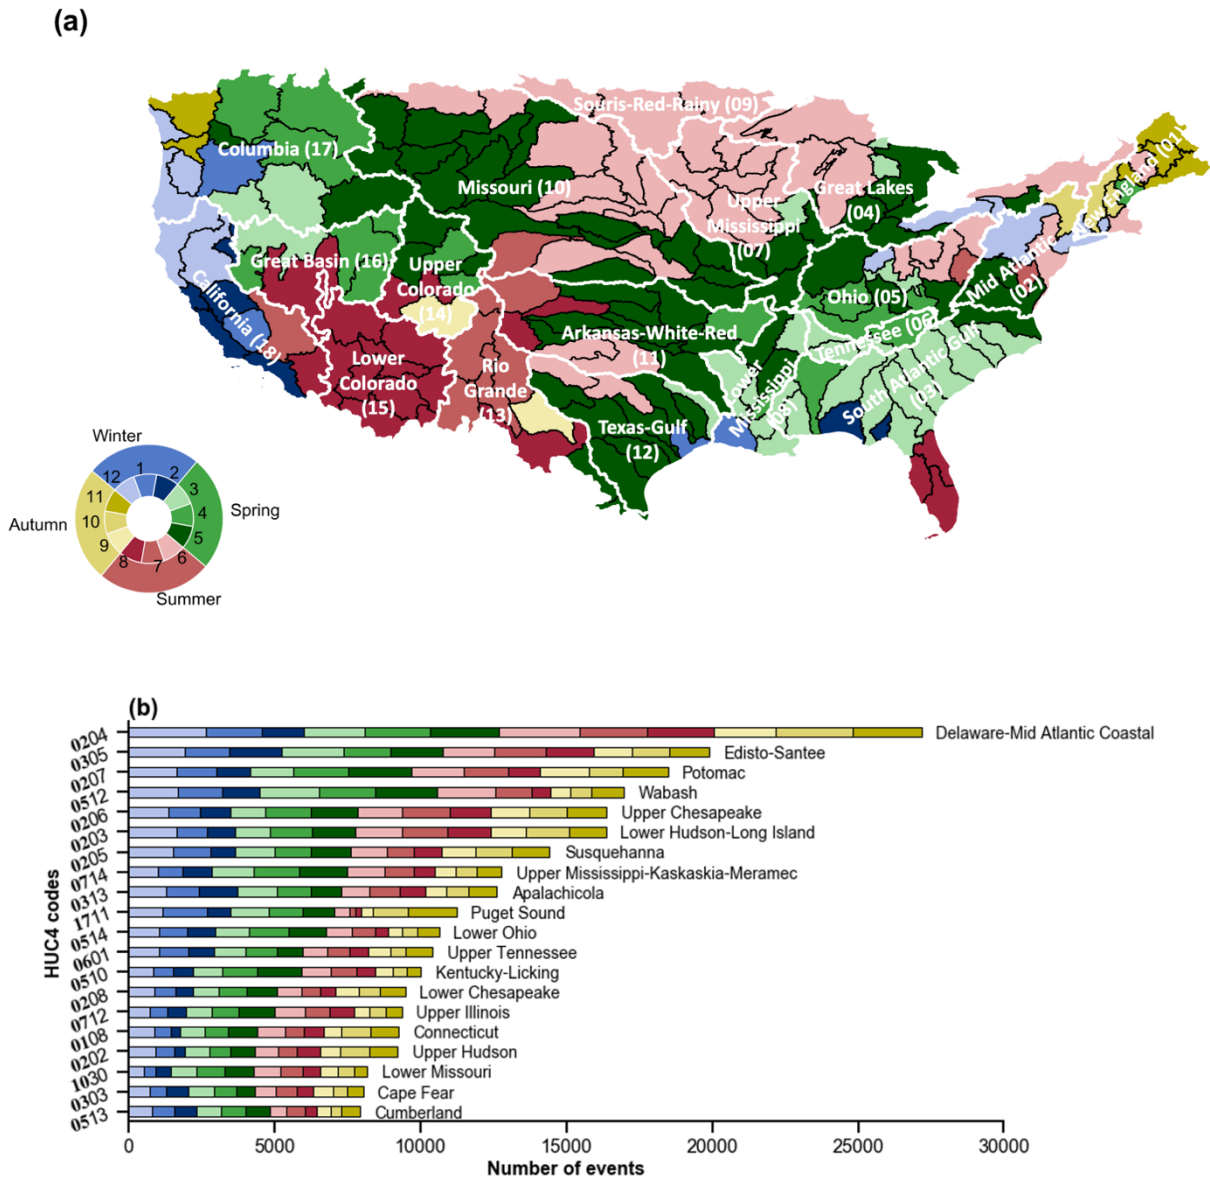 (a)
Souris-Red-Rainy (09)
Columbia (17)
New England (01)
Missouri (10)
Great Lakes
(04)
Upper
Mississippi
(07)
Great Basin (16)
Upper
Colorado
(14)
Mid Atlantic
(02)
California (18)
Ohio (05)
Tennessee (06)
Arkansas-White-Red
(11)
Lower
Colorado
(15)
Rio
Grande
(13)
Lower
Mississippi
(08)
South Atlantic Gulf
(03)
Texas-Gulf
(12)
Winter
12 1 2
11 3
10 4
9 5
8 7 6
Autumn
Spring
Summer
(b)
0204 Delaware-Mid Atlantic Coastal
0305 Edisto-Santee
0207 Potomac
0512 Wabash
0206 Upper Chesapeake
0203 Lower Hudson-Long Island
0205 Susquehanna
0714 Upper Mississippi-Kaskaskia-Meramec
0313 Apalachicola
1711 Puget Sound
0514 Lower Ohio
0601 Upper Tennessee
0510 Kentucky-Licking
0208 Lower Chesapeake
0712 Upper Illinois
0108 Connecticut
0202 Upper Hudson
1030 Lower Missouri
0303 Cape Fear
0513 Cumberland
HUC4 codes
0 5000 10000 15000 20000 25000 30000
Number of events